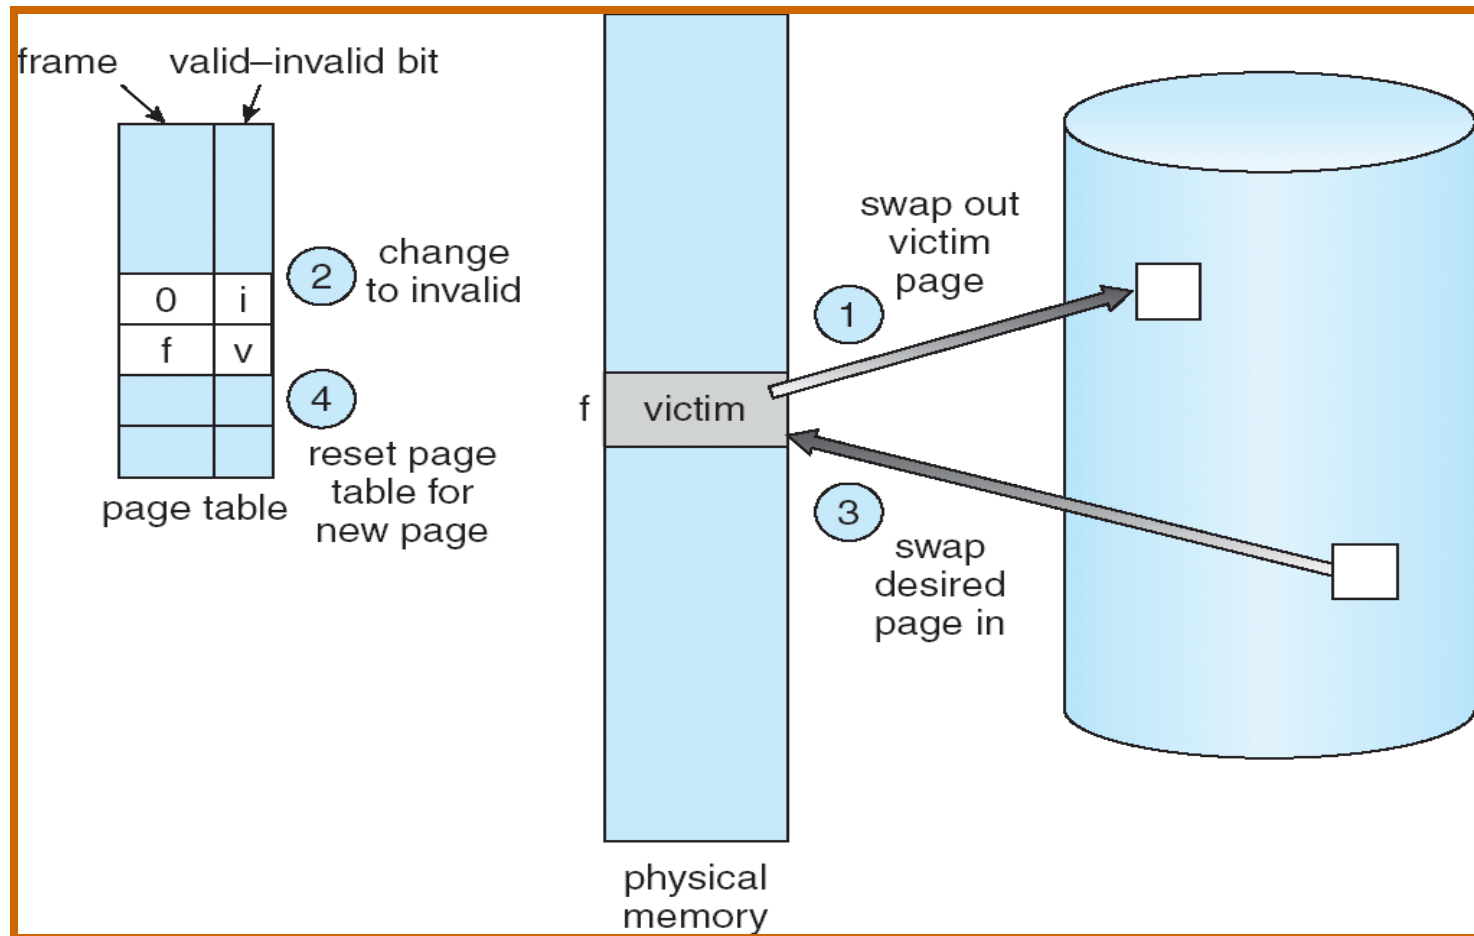 frame valid–invalid bit
0 i
f v
page table
2
change
to invalid
4
reset page
table for
new page
f victim
physical
memory
1
swap out
victim
page
3
swap
desired
page in